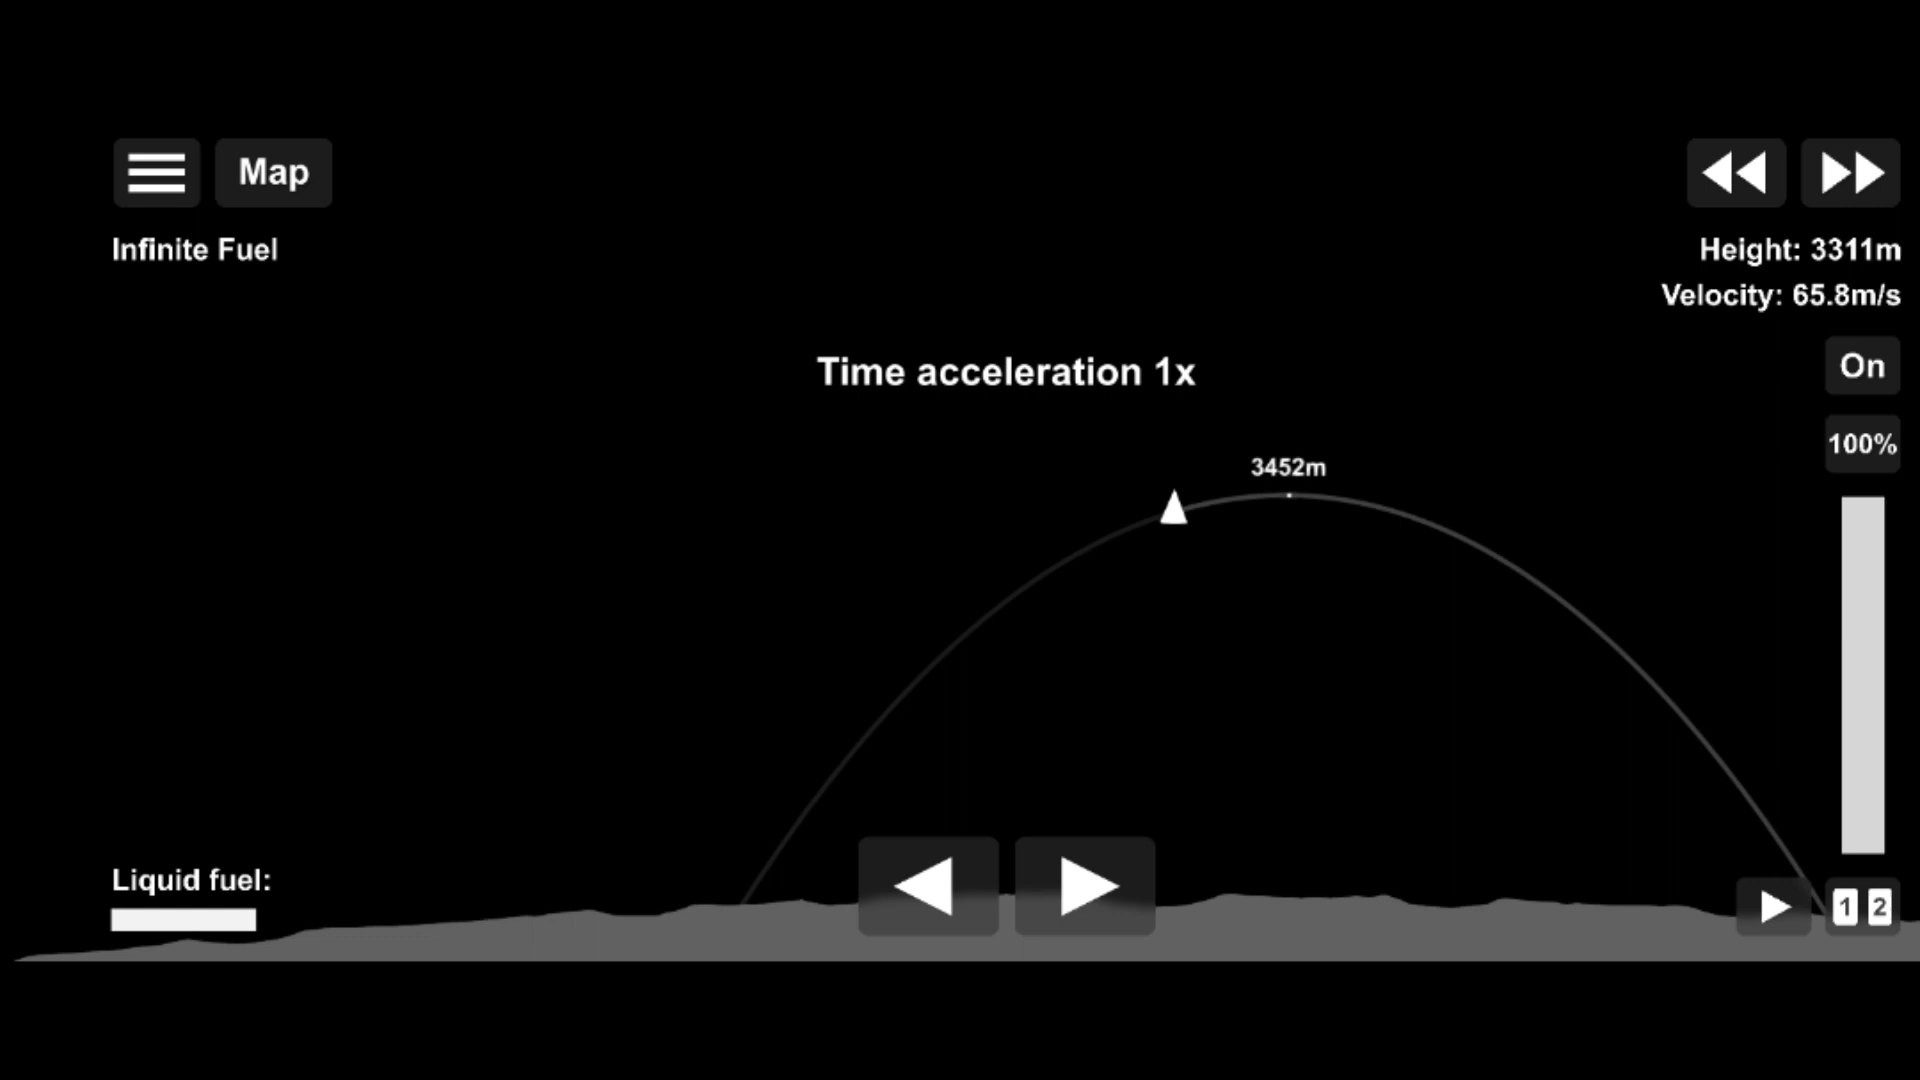 Map
Infinite Fuel
Height: 3311m
Velocity: 65.8m/s
Time acceleration 1x
On
100%
3452m
Liquid fuel:
1 2